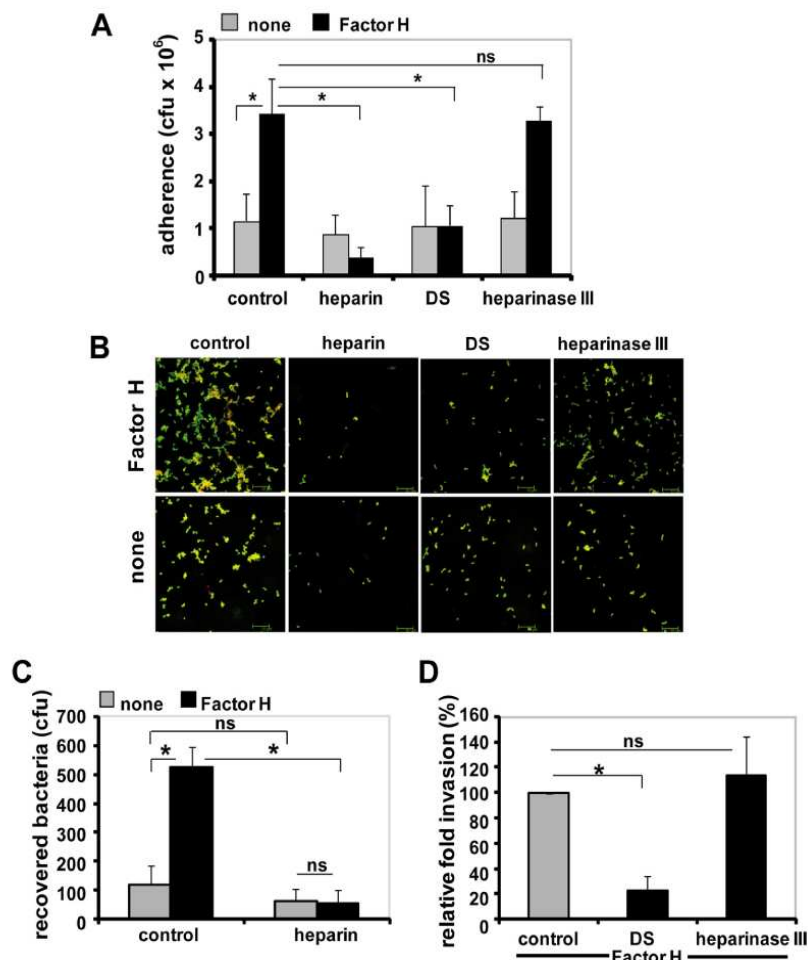 A
none Factor H
adherence (cfu x 10⁶)
5
4
3
2
1
0
ns
*
* *
control heparin DS heparinase III
B
control heparin DS heparinase III
Factor H
none
C
none Factor H
recovered bacteria (cfu)
700
600
500
400
300
200
100
0
ns
* *
ns
control heparin
D
relative fold invasion (%)
160
140
120
100
80
60
40
20
0
ns
*
control DS heparinase III
Factor H